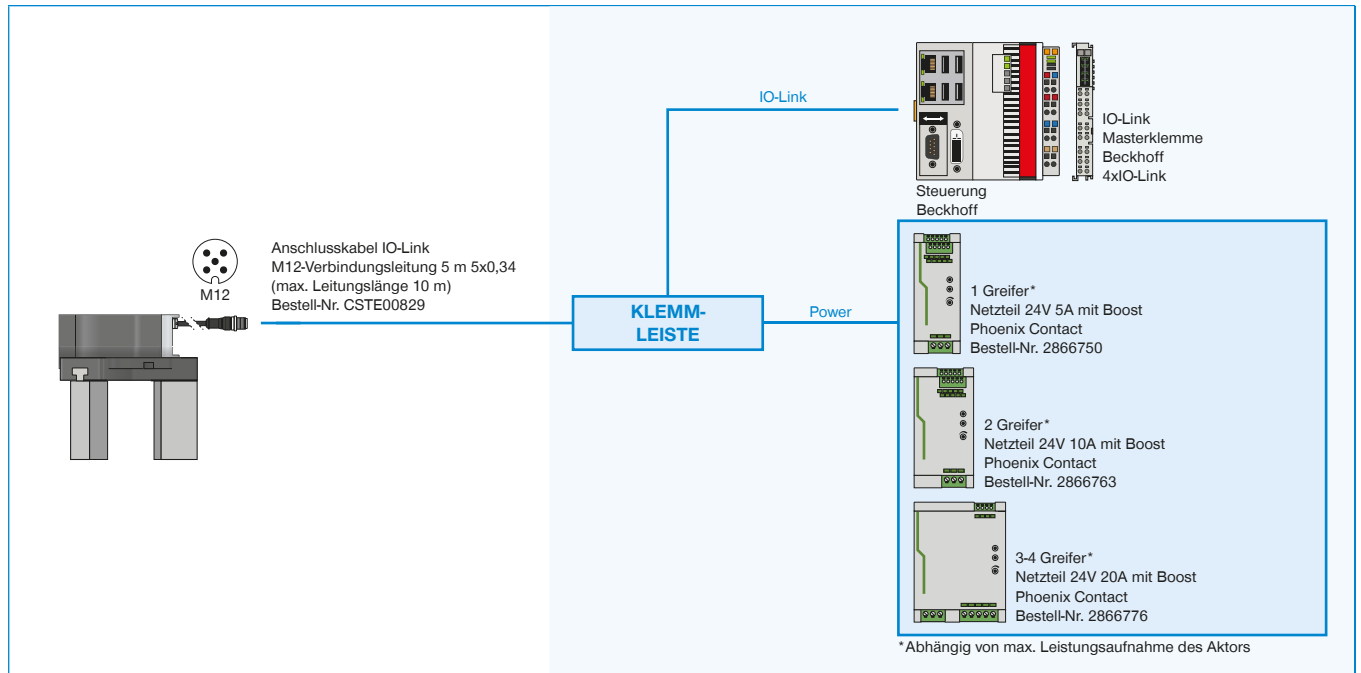 M12
Anschlusskabel IO-Link
M12-Verbindungsleitung 5 m 5x0,34
(max. Leitungslänge 10 m)
Bestell-Nr. CSTE00829
KLEMM-
LEISTE
IO-Link
Power
Steuerung
Beckhoff
IO-Link
Masterklemme
Beckhoff
4xIO-Link
1 Greifer*
Netzteil 24V 5A mit Boost
Phoenix Contact
Bestell-Nr. 2866750
2 Greifer*
Netzteil 24V 10A mit Boost
Phoenix Contact
Bestell-Nr. 2866763
3-4 Greifer*
Netzteil 24V 20A mit Boost
Phoenix Contact
Bestell-Nr. 2866776
*Abhängig von max. Leistungsaufnahme des Aktors